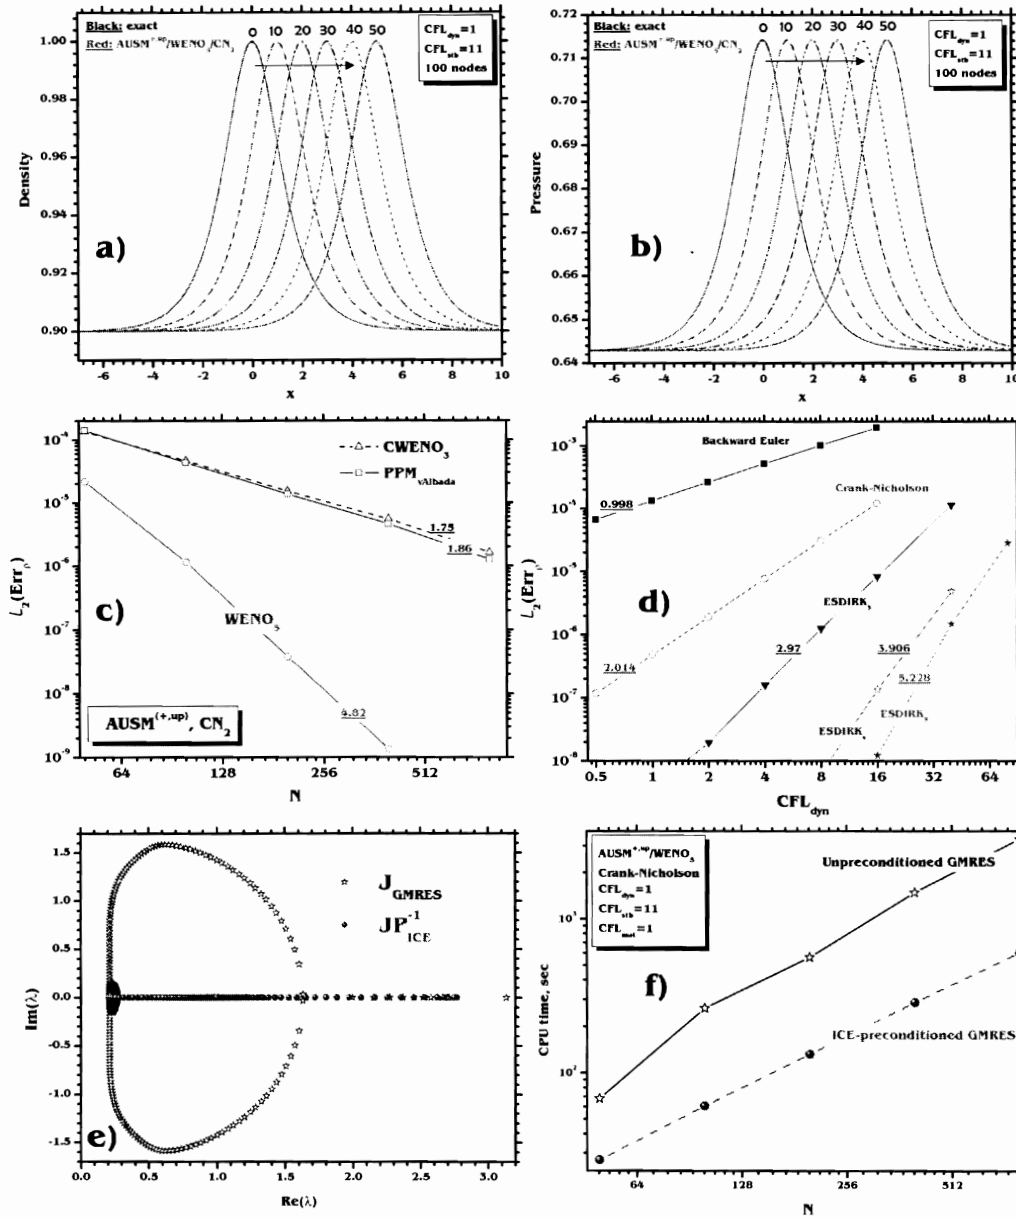 Black: exact
Red: AUSM+,up/WENO5/CN2
0 10 20 30 40 50
CFLdyn=1
CFLstb=11
100 nodes
1.00
0.98
0.96
0.94
0.92
0.90
Density
a)
-6 -4 -2 0 2 4 6 8 10
x
Black: exact
Red: AUSM+,up/WENO5/CN2
0 10 20 30 40 50
CFLdyn=1
CFLstb=11
100 nodes
0.72
0.71
0.70
0.69
0.68
0.67
0.66
0.65
0.64
Pressure
b)
-6 -4 -2 0 2 4 6 8 10
x
10-4
10-5
10-6
10-7
10-8
10-9
L2(Errρ)
CWENO3
PPMvAlbada
1.75
1.86
c)
WENO5
4.82
AUSM(+,up), CN2
64 128 256 512
N
10-3
10-4
10-5
10-6
10-7
10-8
L2(Errρ)
Backward Euler
0.998
Crank-Nicholson
d)
ESDIRK3
2.97
3.906
2.014
5.228
ESDIRK4
ESDIRK5
0.5 1 2 4 8 16 32 64
CFLdyn
1.5
1.0
0.5
0.0
-0.5
-1.0
-1.5
Im(λ)
JGMRES
JP-1ICE
e)
0.0 0.5 1.0 1.5 2.0 2.5 3.0
Re(λ)
AUSM+,up/WENO5
Crank-Nicholson
CFLdyn=1
CFLstb=11
CFLmat=1
Unpreconditioned GMRES
103
102
CPU time, sec
f)
ICE-preconditioned GMRES
64 128 256 512
N